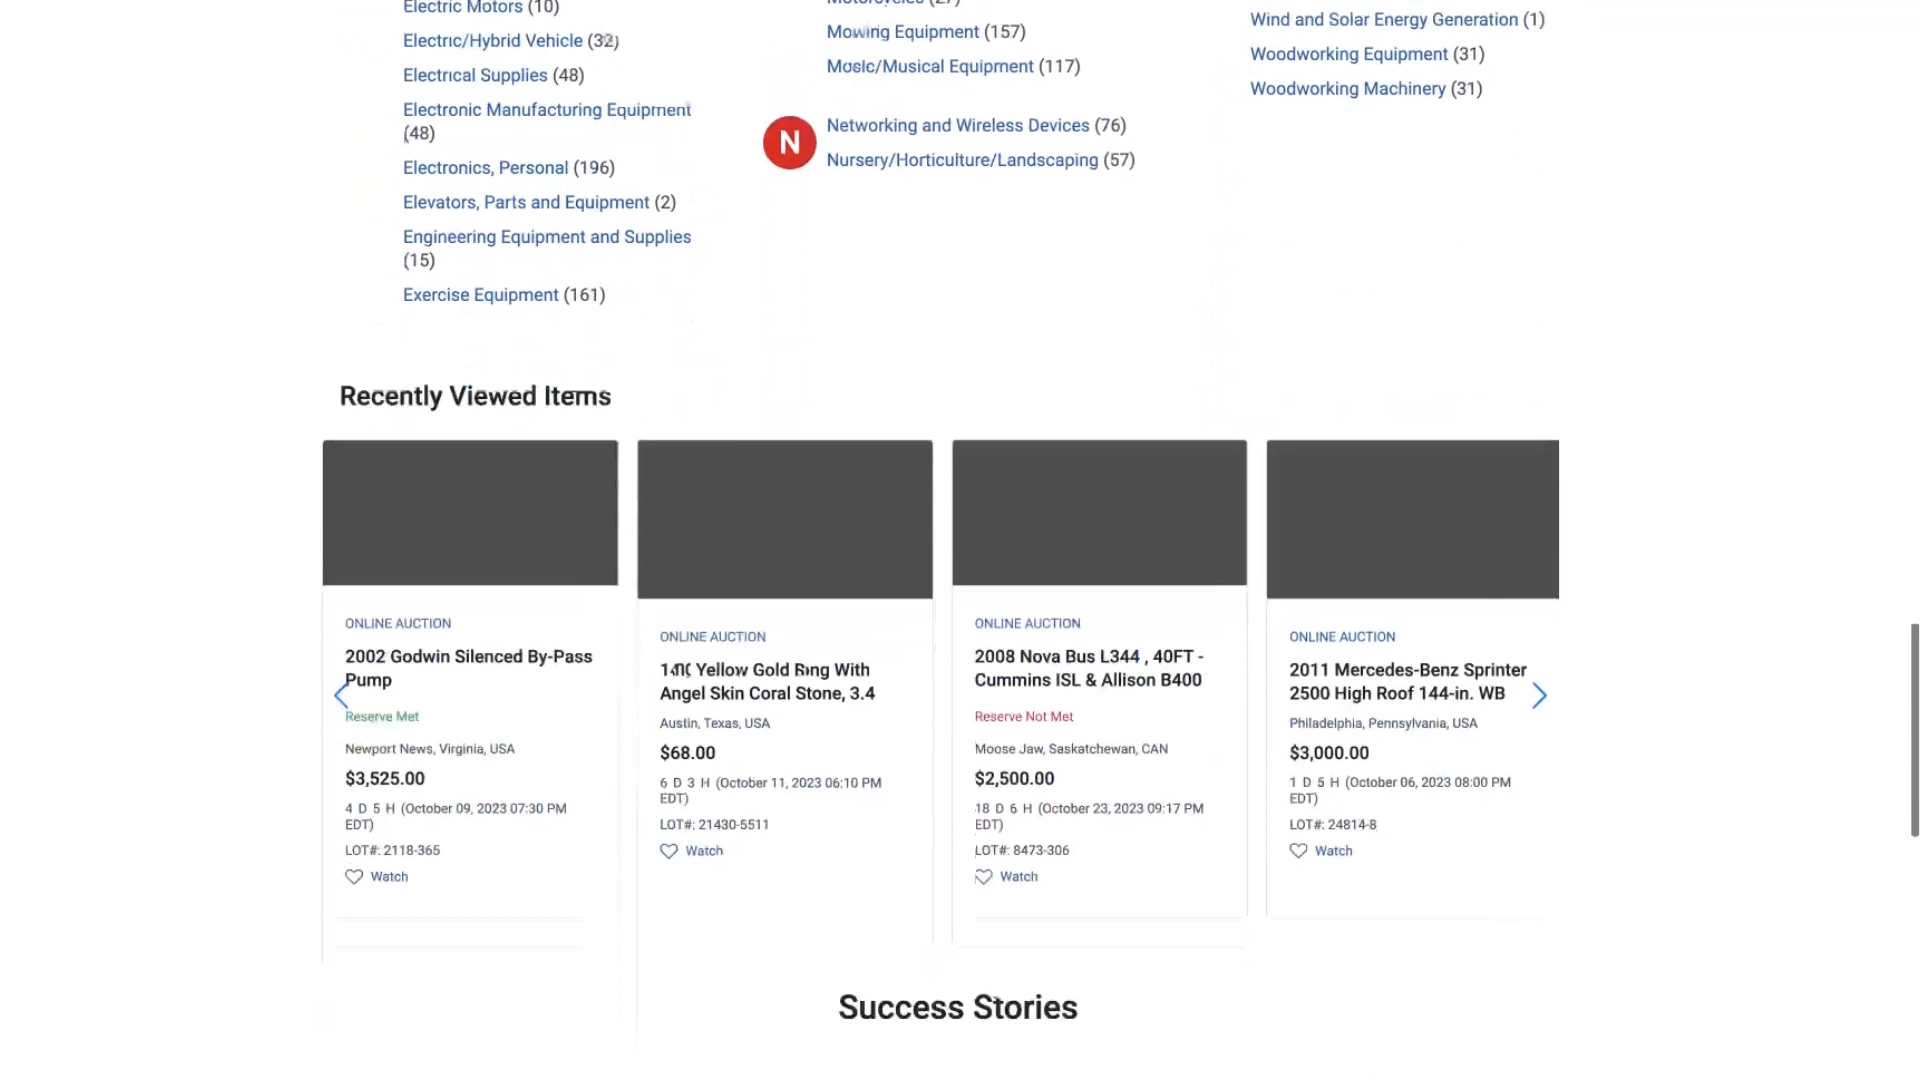 Electric Motors (10)
Electric/Hybrid Vehicle (32)
Electrical Supplies (48)
Electronic Manufacturing Equipment
(48)
Electronics, Personal (196)
Elevators, Parts and Equipment (2)
Engineering Equipment and Supplies
(15)
Exercise Equipment (161)
Motorcycles (27)
Mowing Equipment (157)
Music/Musical Equipment (117)
N
Networking and Wireless Devices (76)
Nursery/Horticulture/Landscaping (57)
Wind and Solar Energy Generation (1)
Woodworking Equipment (31)
Woodworking Machinery (31)
Recently Viewed Items
ONLINE AUCTION
2002 Godwin Silenced By-Pass
Pump
Reserve Met
Newport News, Virginia, USA
$3,525.00
4 D 5 H (October 09, 2023 07:30 PM
EDT)
LOT#: 2118-365
Watch
ONLINE AUCTION
Yellow Gold Ring With
Angel Skin Coral Stone, 3.4
Austin, Texas, USA
$68.00
6 D 3 H (October 11, 2023 06:10 PM
EDT)
LOT#: 21430-5511
Watch
ONLINE AUCTION
2008 Nova Bus L344 , 40FT -
Cummins ISL & Allison B400
Reserve Not Met
Moose Jaw, Saskatchewan, CAN
$2,500.00
18 D 6 H (October 23, 2023 09:17 PM
EDT)
LOT#: 8473-306
Watch
ONLINE AUCTION
2011 Mercedes-Benz Sprinter
2500 High Roof 144-in. WB
Philadelphia, Pennsylvania, USA
$3,000.00
1 D 5 H (October 06, 2023 08:00 PM
EDT)
LOT#: 24814-8
Watch
Success Stories